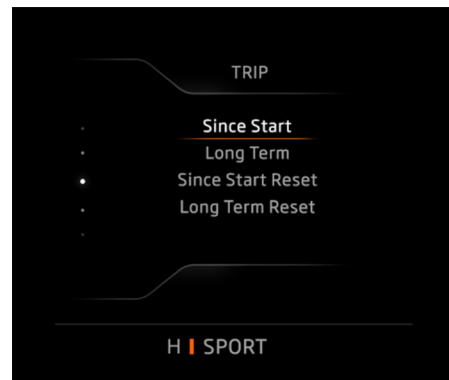 TRIP
Since Start
Long Term
Since Start Reset
Long Term Reset
H SPORT